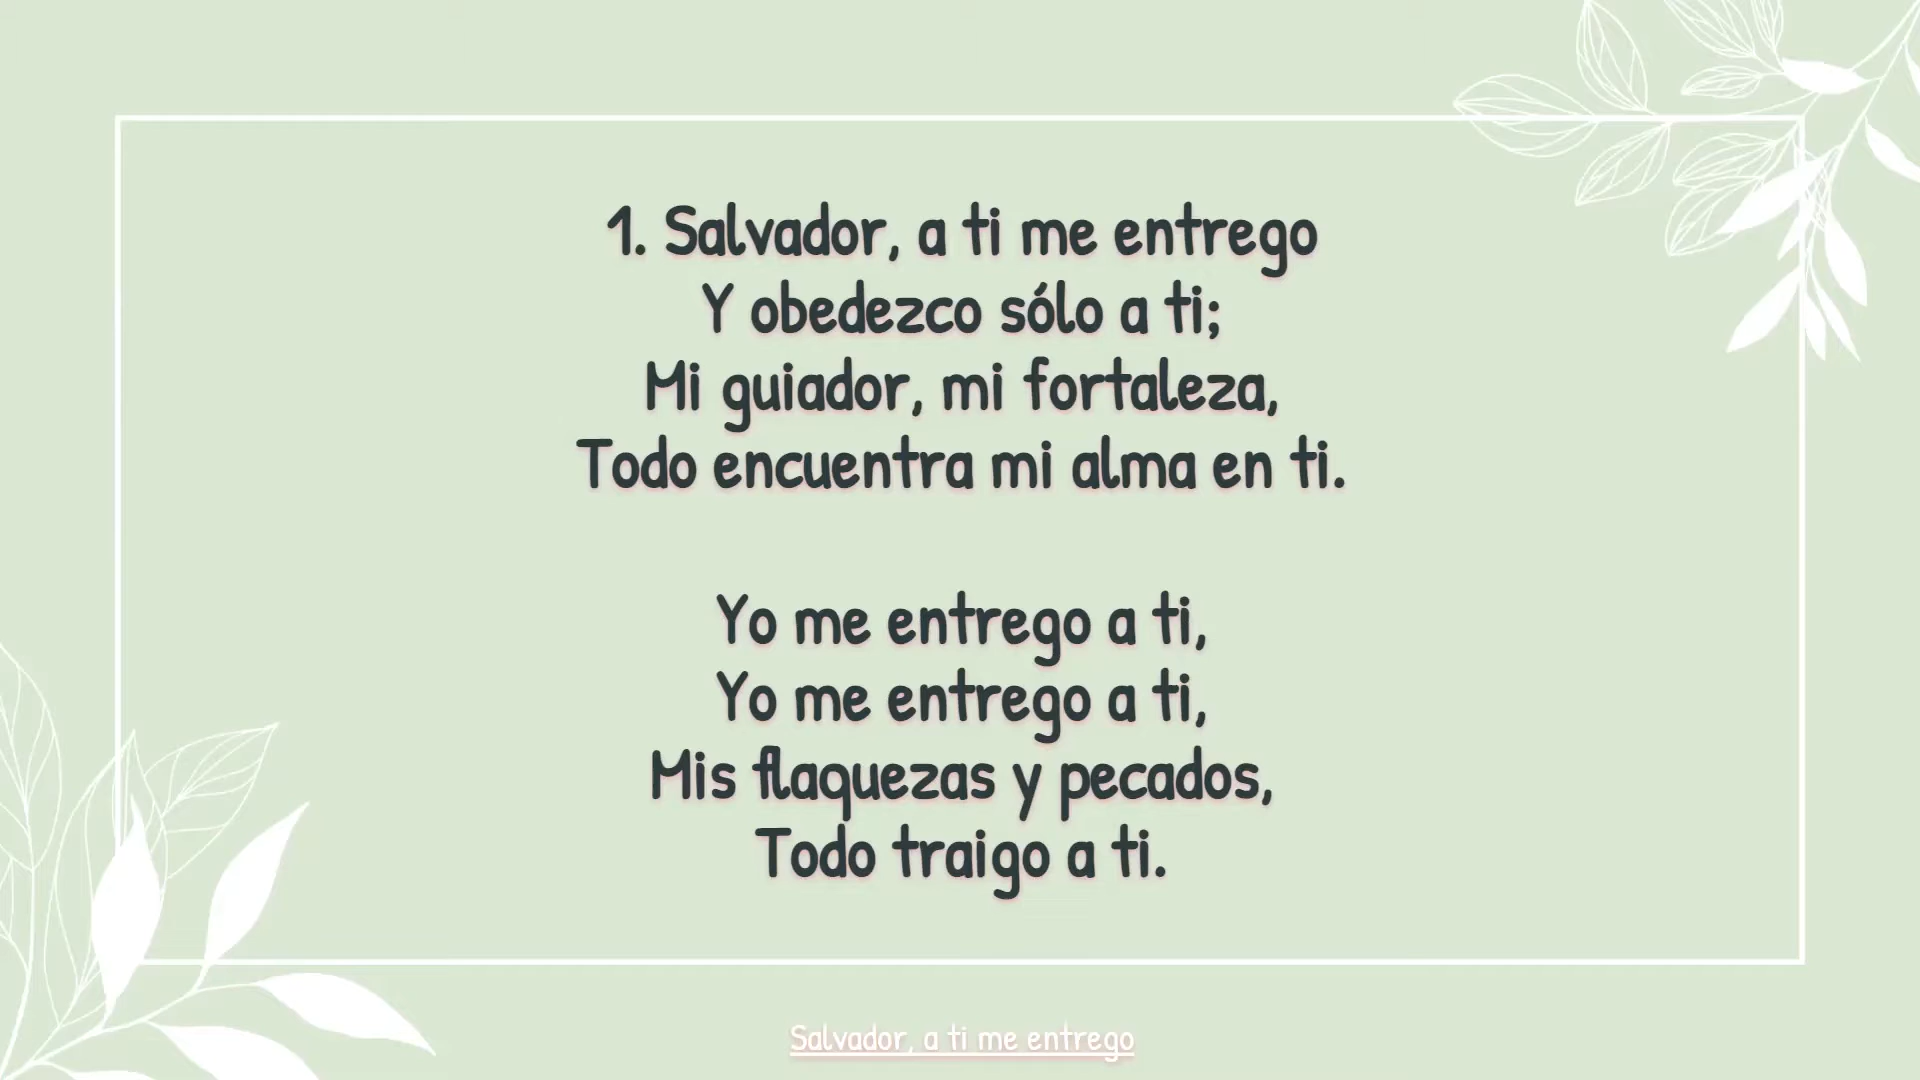 1. Salvador, a ti me entrego
Y obedezco sólo a ti;
Mi guiador, mi fortaleza,
Todo encuentra mi alma en ti.
Yo me entrego a ti,
Yo me entrego a ti,
Mis flaquezas y pecados,
Todo traigo a ti.
Salvador, a ti me entrego